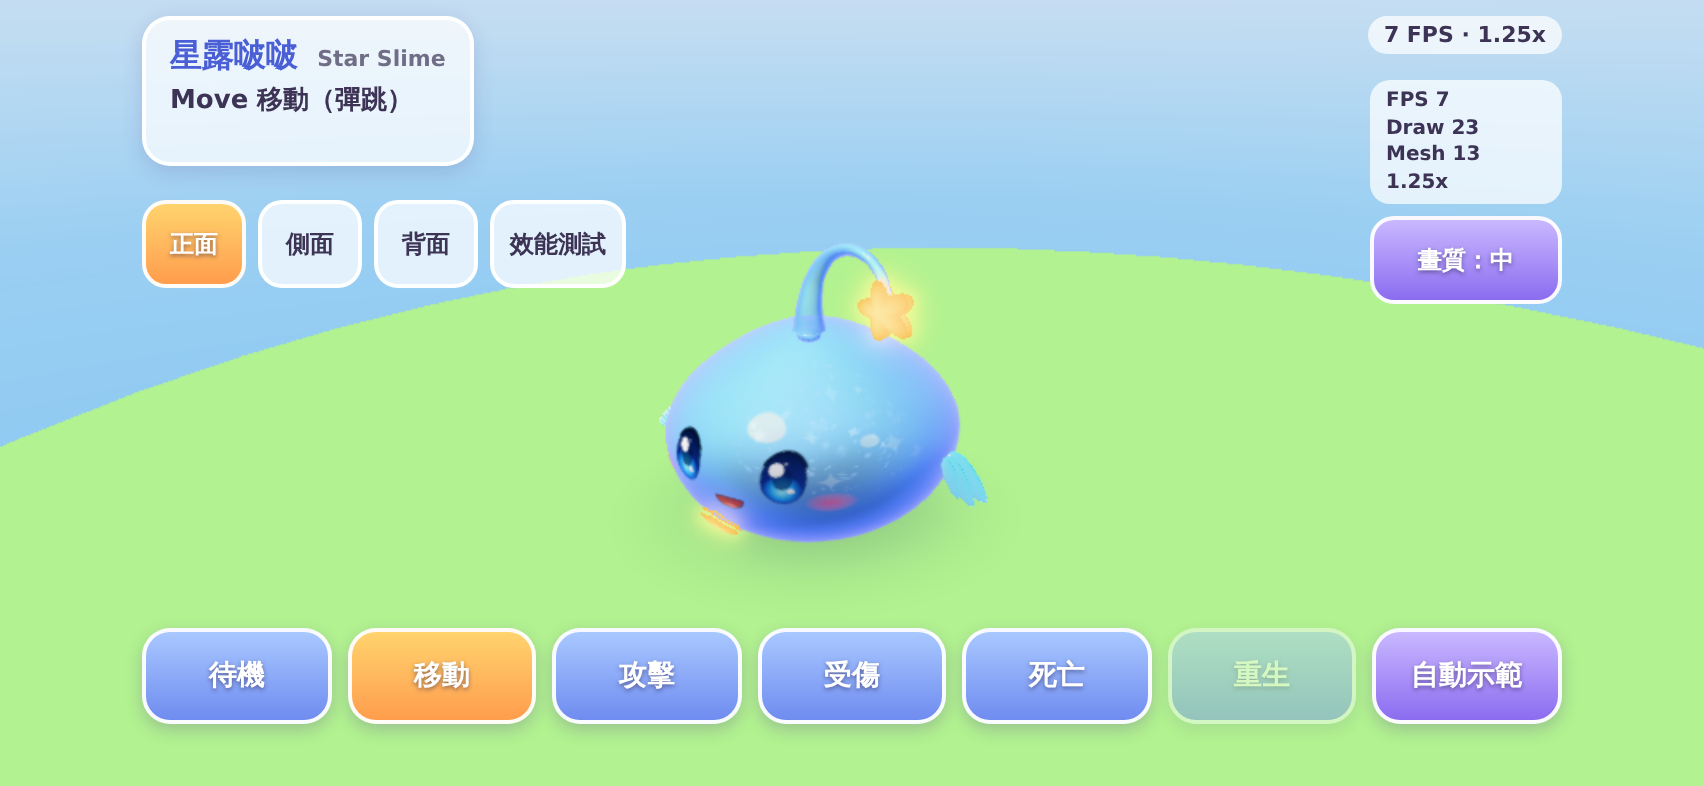 星露啵啵 Star Slime
Move 移動（彈跳）
7 FPS · 1.25x
FPS 7
Draw 23
Mesh 13
1.25x
正面
側面
背面
效能測試
畫質：中
待機
移動
攻擊
受傷
死亡
重生
自動示範